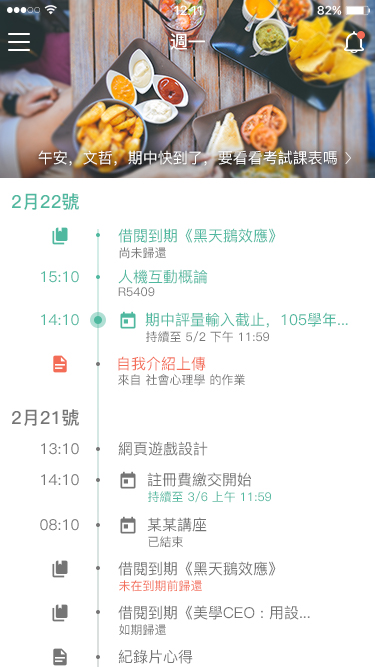 12:11
82%
週一
午安，文哲，期中快到了，要看看考試課表嗎
2月22號
借閱到期《黑天鵝效應》
尚未歸還
15:10 人機互動概論
R5409
14:10 期中評量輸入截止，105學年...
持續至 5/2 下午 11:59
自我介紹上傳
來自 社會心理學 的作業
2月21號
13:10 網頁遊戲設計
14:10 註冊費繳交開始
持續至 3/6 上午 11:59
08:10 某某講座
已結束
借閱到期《黑天鵝效應》
未在到期前歸還
借閱到期《美學CEO：用設...
如期歸還
紀錄片心得